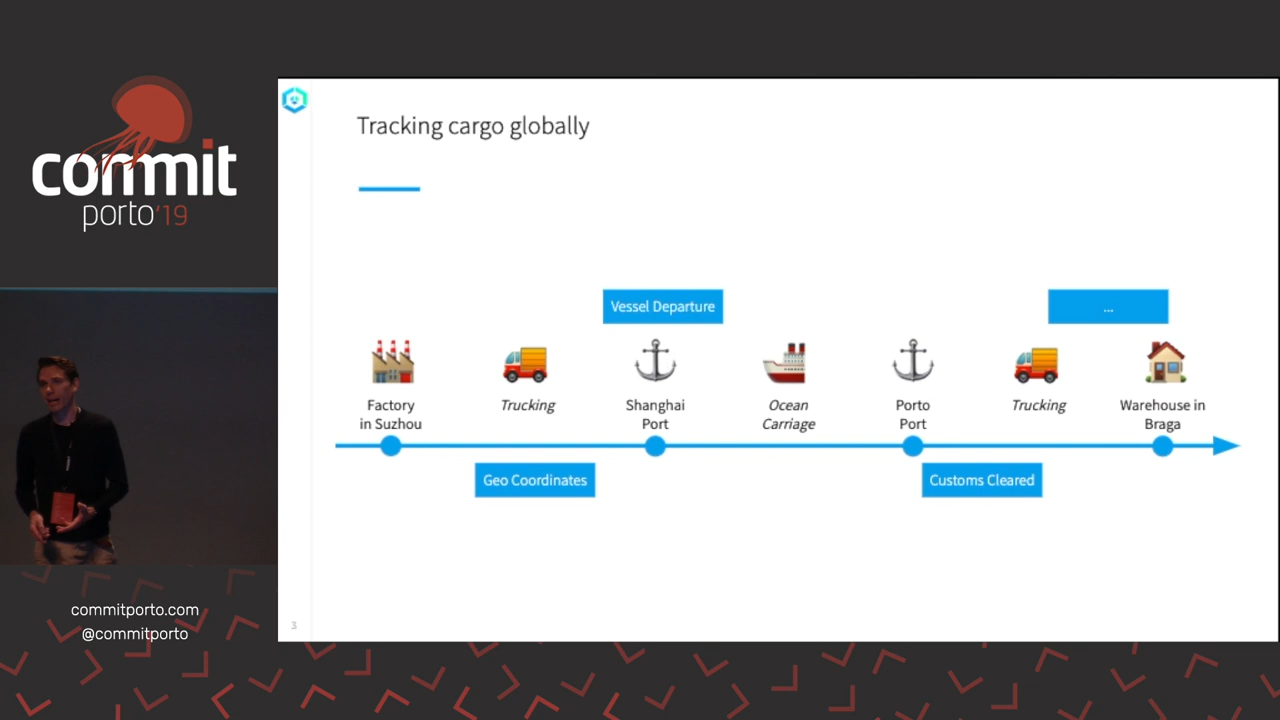 commit
porto'19
Tracking cargo globally
Vessel Departure
...
Factory
in Suzhou
Trucking
Shanghai
Port
Ocean
Carriage
Porto
Port
Trucking
Warehouse in
Braga
Geo Coordinates
Customs Cleared
3
commitporto.com
@commitporto